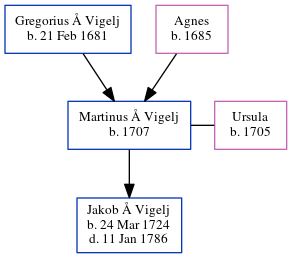 Gregorius Å Vigelj
b. 21 Feb 1681
Agnes
b. 1685
Martinus Å Vigelj
b. 1707
Ursula
b. 1705
Jakob Å Vigelj
b. 24 Mar 1724
d. 11 Jan 1786